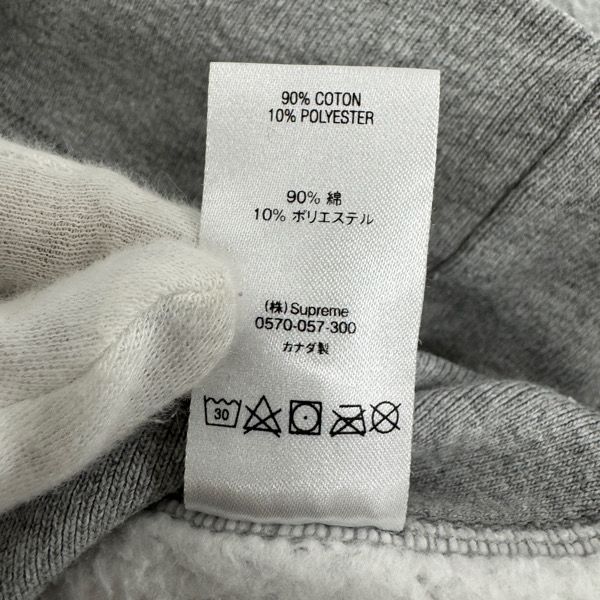 90% COTON
10% POLYESTER
90% 綿
10% ポリエステル
(株) Supreme
0570-057-300
カナダ製
30